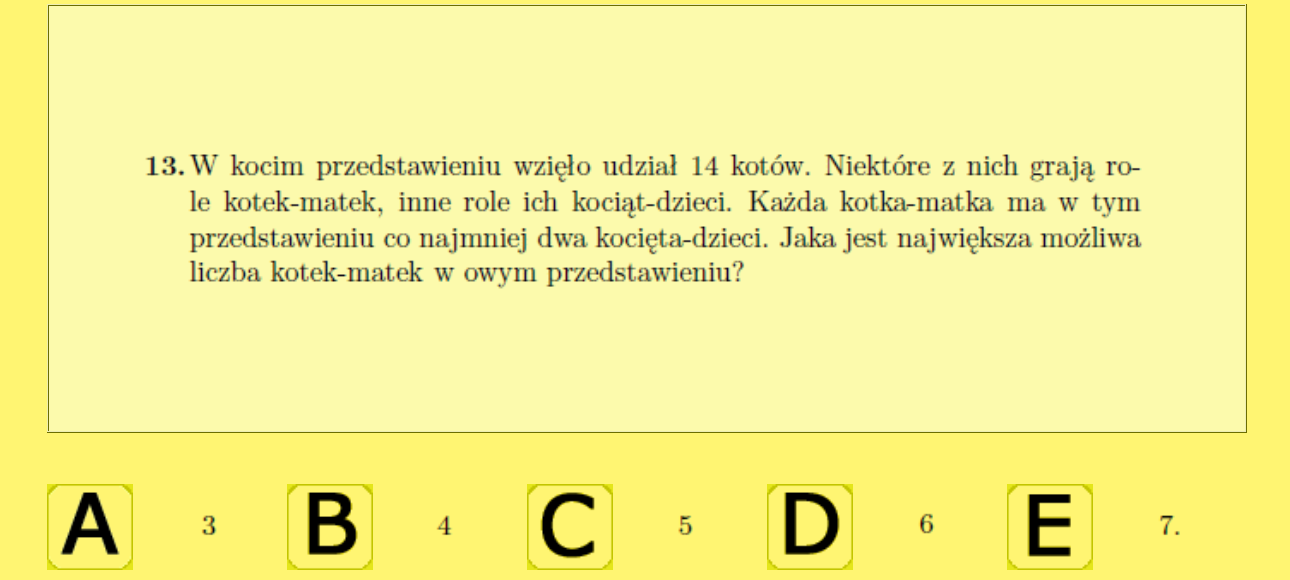 13. W kocim przedstawieniu wzięło udział 14 kotów. Niektóre z nich grają ro-
le kotek-matek, inne role ich kociąt-dzieci. Każda kotka-matka ma w tym
przedstawieniu co najmniej dwa kocięta-dzieci. Jaka jest największa możliwa
liczba kotek-matek w owym przedstawieniu?
A 3 B 4 C 5 D 6 E 7.